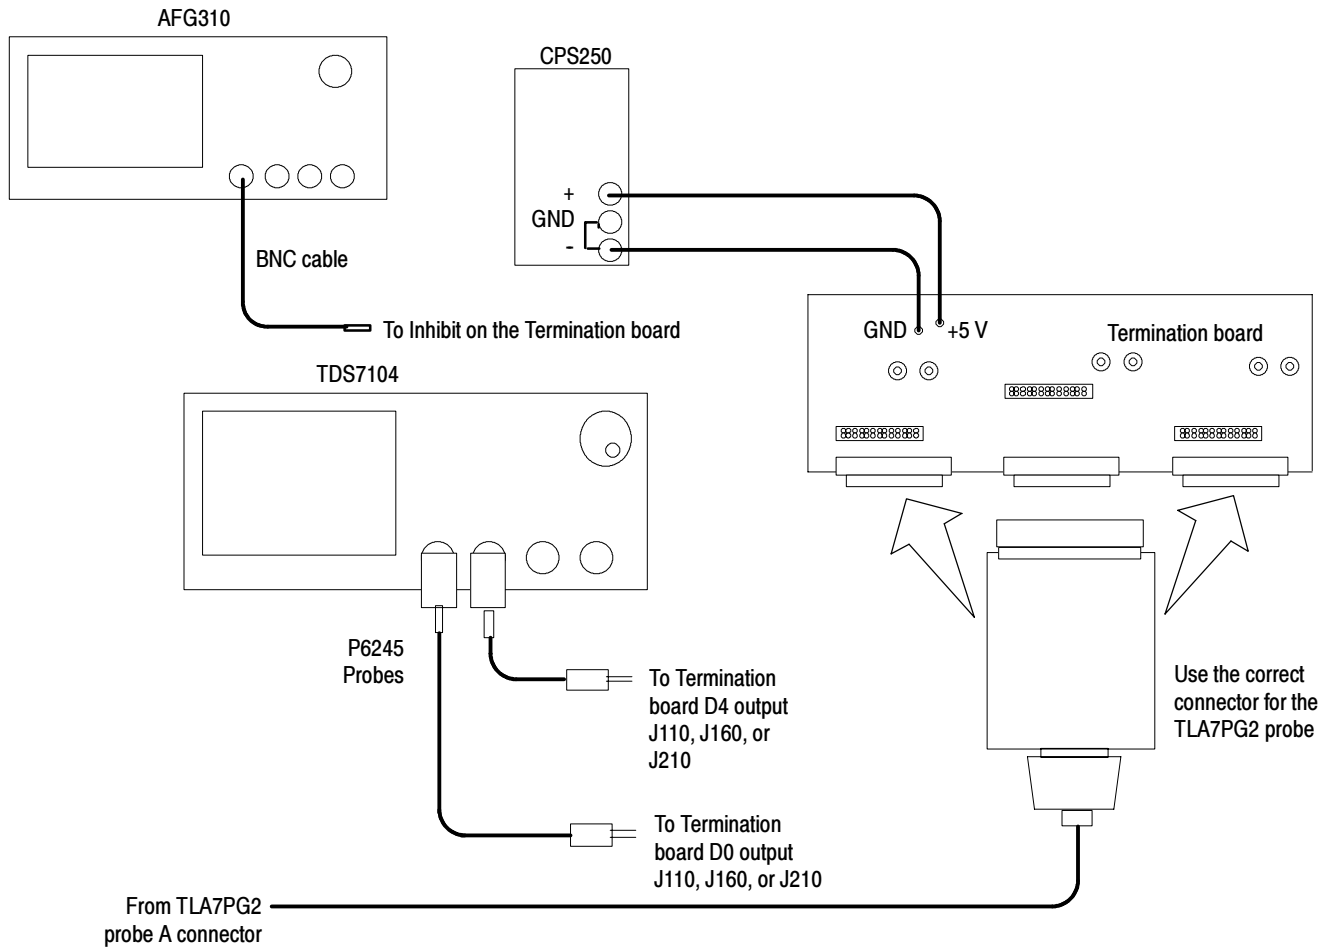 AFG310
CPS250
+
GND
-
BNC cable
To Inhibit on the Termination board
GND
+5 V
Termination board
TDS7104
P6245
Probes
To Termination
board D4 output
J110, J160, or
J210
Use the correct
connector for the
TLA7PG2 probe
To Termination
board D0 output
J110, J160, or J210
From TLA7PG2
probe A connector